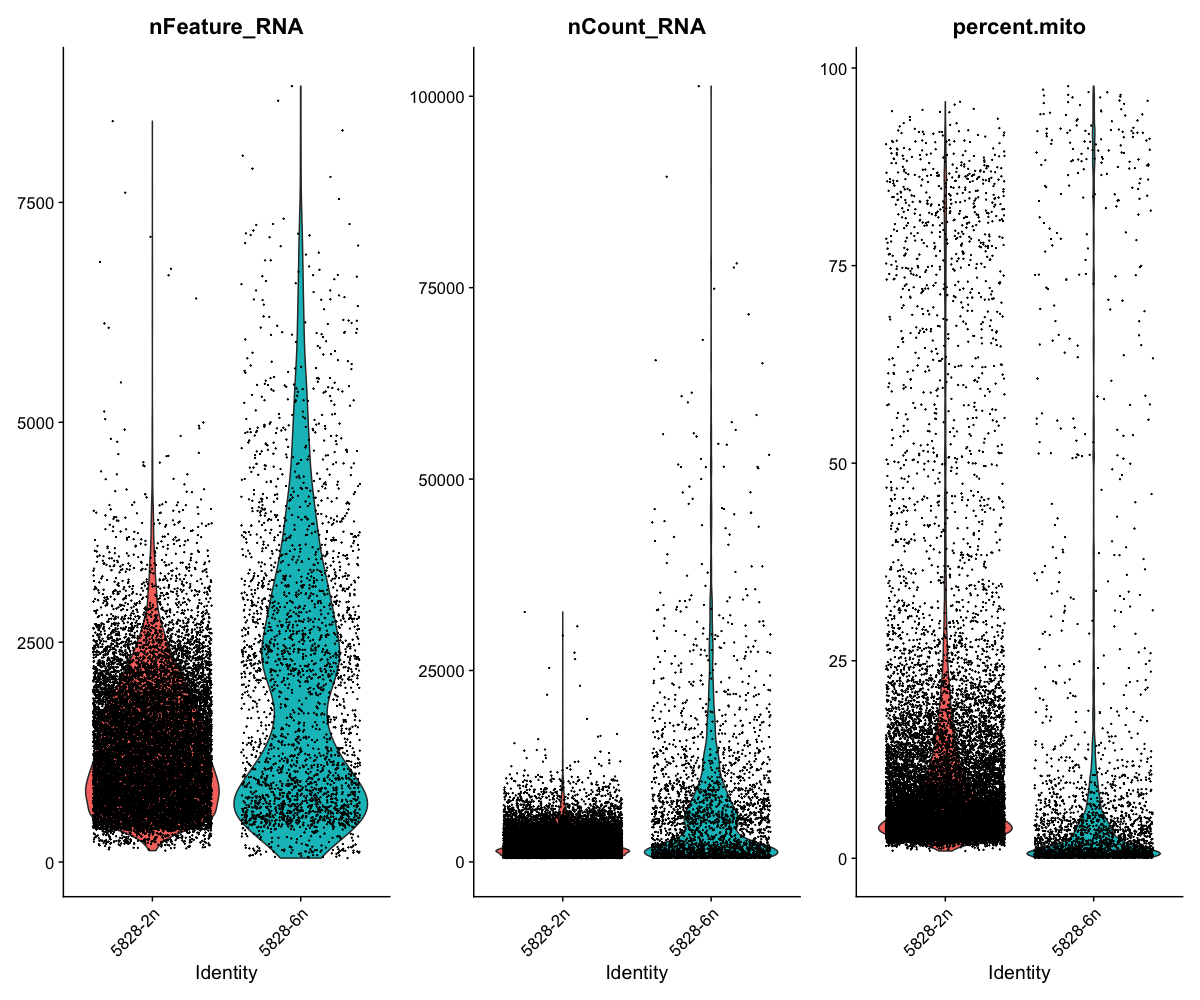 nFeature_RNA
7500
5000
2500
0
5828-2n
5828-6n
Identity
nCount_RNA
100000
75000
50000
25000
0
5828-2n
5828-6n
Identity
percent.mito
100
75
50
25
0
5828-2n
5828-6n
Identity